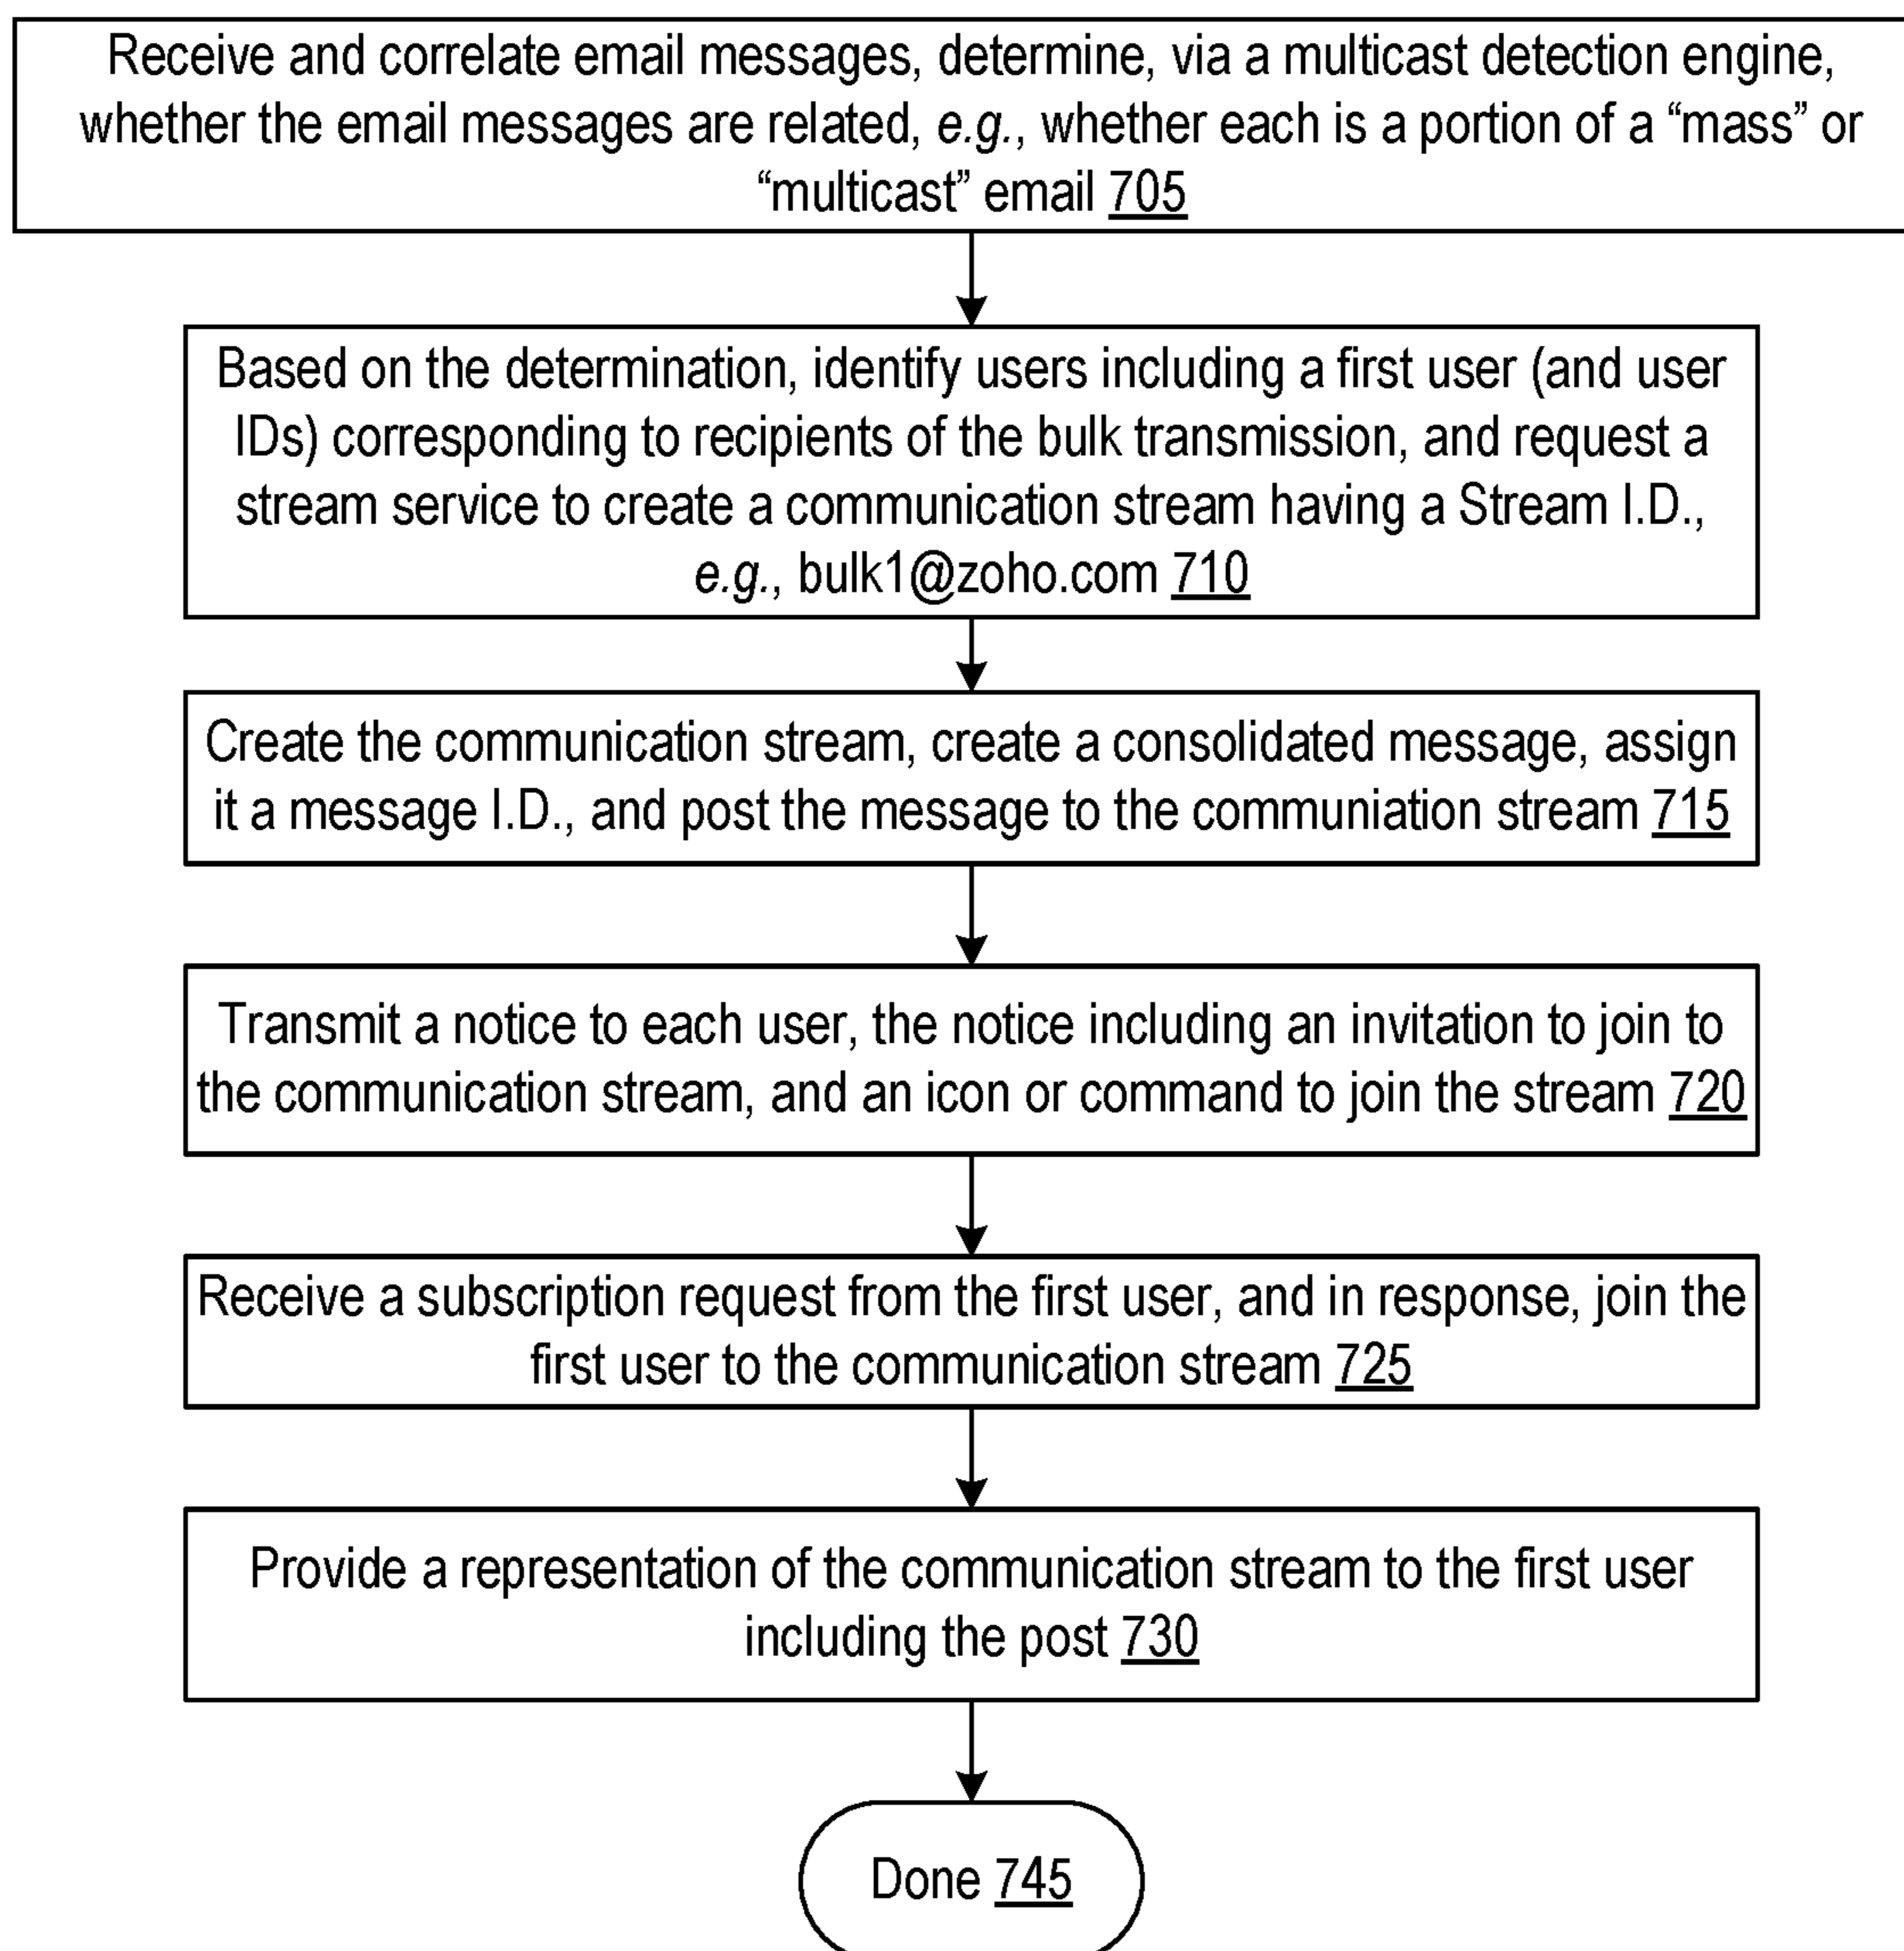 Receive and correlate email messages, determine, via a multicast detection engine,
whether the email messages are related, e.g., whether each is a portion of a “mass” or
“multicast” email 705
Based on the determination, identify users including a first user (and user
IDs) corresponding to recipients of the bulk transmission, and request a
stream service to create a communication stream having a Stream I.D.,
e.g., bulk1@zoho.com 710
Create the communication stream, create a consolidated message, assign
it a message I.D., and post the message to the communiation stream 715
Transmit a notice to each user, the notice including an invitation to join to
the communication stream, and an icon or command to join the stream 720
Receive a subscription request from the first user, and in response, join the
first user to the communication stream 725
Provide a representation of the communication stream to the first user
including the post 730
Done 745